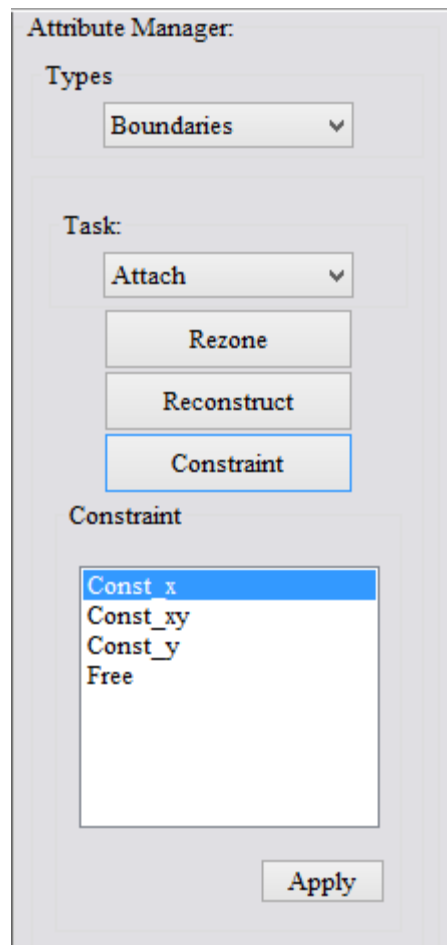 Attribute Manager:
Types
Boundaries
Task:
Attach
Rezone
Reconstruct
Constraint
Constraint
Const_x
Const_xy
Const_y
Free
Apply